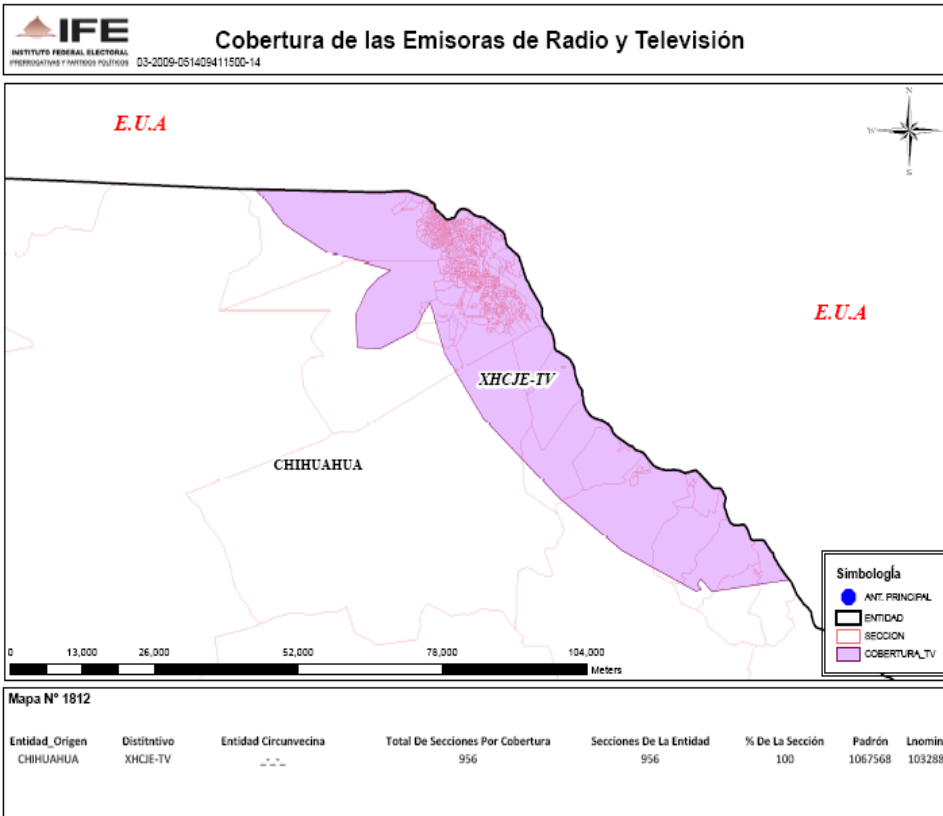 IFE
INSTITUTO FEDERAL ELECTORAL
PRERROGATIVAS Y PARTIDOS POLÍTICOS
03-2009-051409411500-14
Cobertura de las Emisoras de Radio y Televisión
E.U.A
N
W
S
E.U.A
XHCJE-TV
CHIHUAHUA
Simbología
ANT. PRINCIPAL
ENTIDAD
SECCION
COBERTURA_TV
0 13,000 26,000 52,000 78,000 104,000
Meters
Mapa N° 1812
Entidad_Origen Distitntivo Entidad Circunvecina Total De Secciones Por Cobertura Secciones De La Entidad % De La Sección Padrón Lnomin
CHIHUAHUA XHCJE-TV _-_-_ 956 956 100 1067568 103288